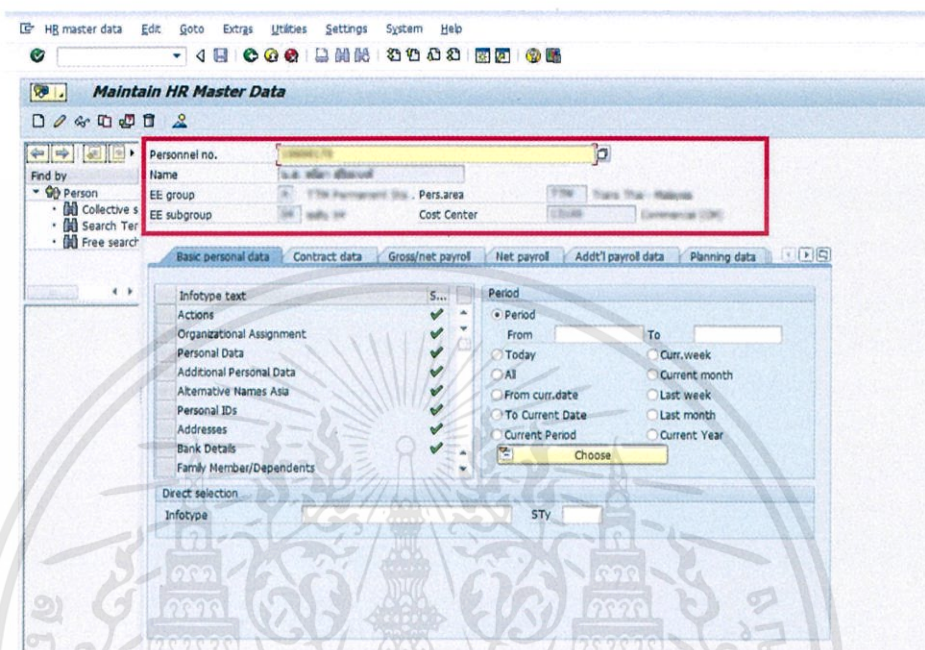 HR master data Edit Goto Extras Utilities Settings System Help
Maintain HR Master Data
Find by
Person
Collective s
Search Ter
Free search
Personnel no.
Name
EE group Pers.area
EE subgroup Cost Center
Basic personal data Contract data Gross/net payroll Net payroll Addt'l payroll data Planning data
Infotype text S...
Actions
Organizational Assignment
Personal Data
Additional Personal Data
Alternative Names Asia
Personal IDs
Addresses
Bank Details
Family Member/Dependents
Period
Period
From To
Today Curr.week
All Current month
From curr.date Last week
To Current Date Last month
Current Period Current Year
Choose
Direct selection
Infotype STy